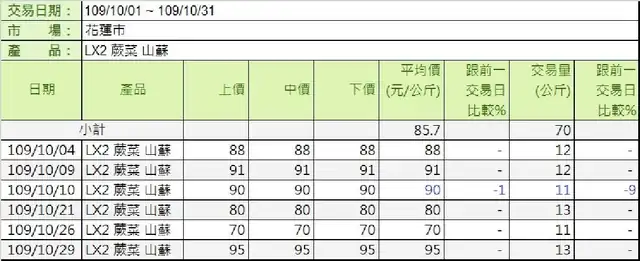 交易日期： 109/10/01 ~ 109/10/31
市 場： 花蓮市
產 品： LX2 蕨菜 山蘇
日期 產品 上價 中價 下價 平均價 (元/公斤) 跟前一交易日比較% 交易量 (公斤) 跟前一交易日比較%
小計 85.7 70
109/10/04 LX2 蕨菜 山蘇 88 88 88 88 - 12 -
109/10/09 LX2 蕨菜 山蘇 91 91 91 91 - 12 -
109/10/10 LX2 蕨菜 山蘇 90 90 90 90 -1 11 -9
109/10/21 LX2 蕨菜 山蘇 80 80 80 80 - 13 -
109/10/26 LX2 蕨菜 山蘇 70 70 70 70 - 11 -
109/10/29 LX2 蕨菜 山蘇 95 95 95 95 - 13 -